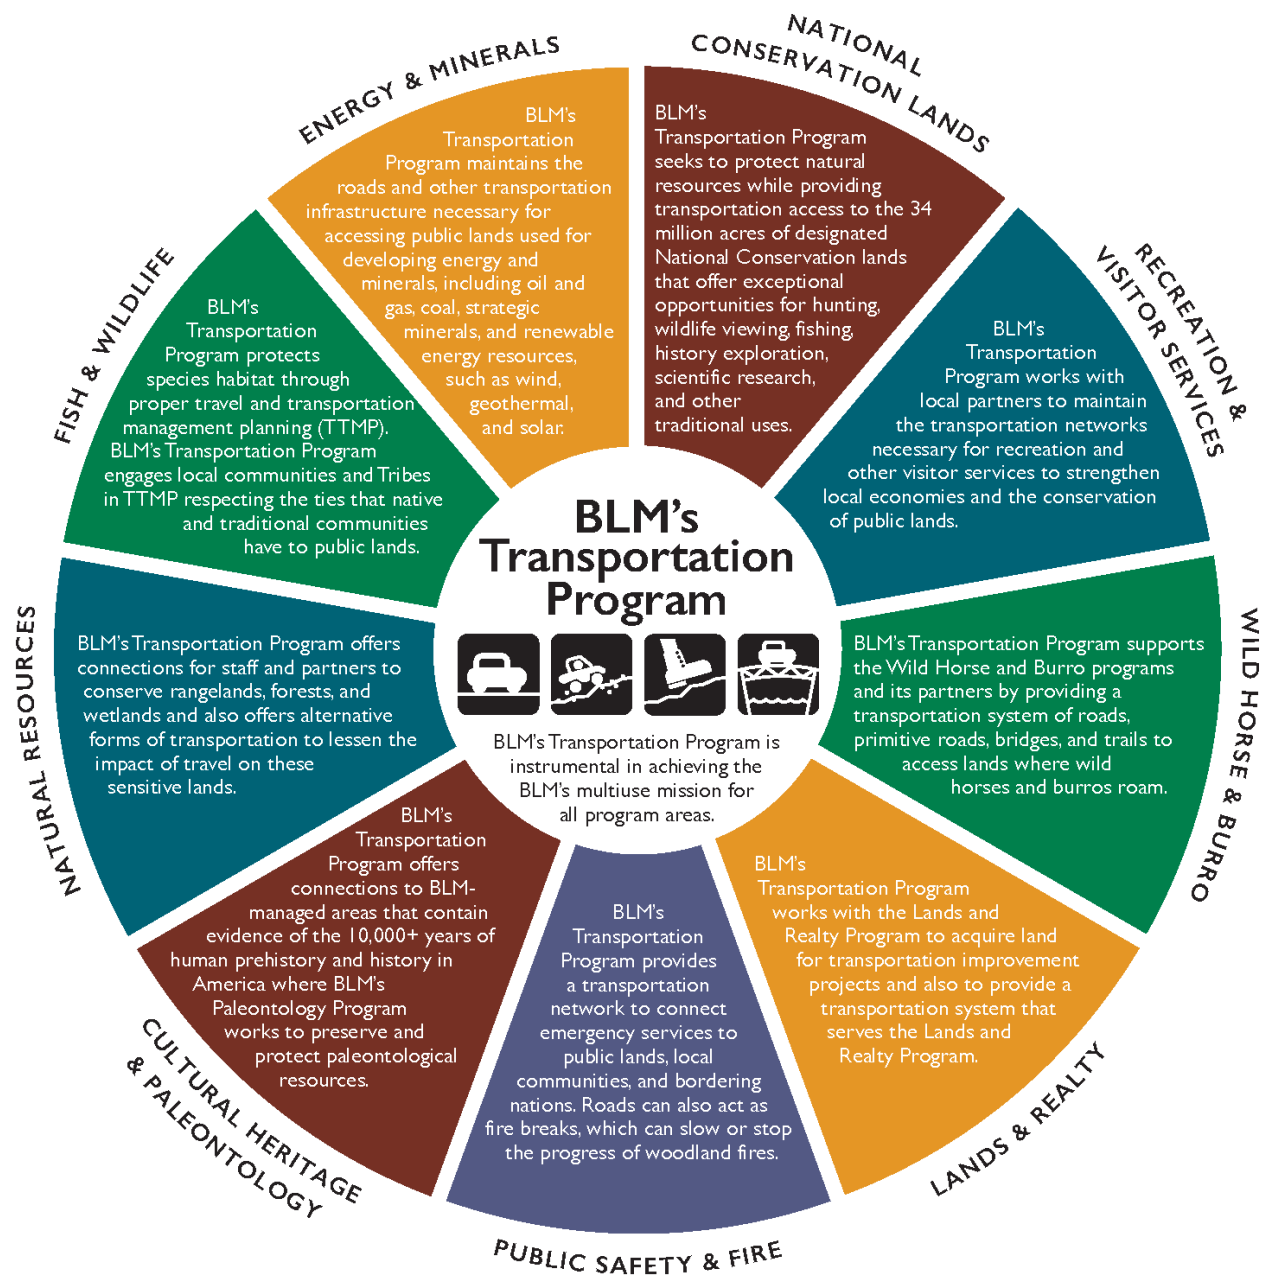 BLM's
Transportation
Program
BLM's Transportation Program is
instrumental in achieving the
BLM's multiuse mission for
all program areas.
NATIONAL
CONSERVATION LANDS
BLM's
Transportation Program
seeks to protect natural
resources while providing
transportation access to the 34
million acres of designated
National Conservation lands
that offer exceptional
opportunities for hunting,
wildlife viewing, fishing,
history exploration,
scientific research,
and other
traditional uses.
RECREATION &
VISITOR SERVICES
BLM's
Transportation
Program works with
local partners to maintain
the transportation networks
necessary for recreation and
other visitor services to strengthen
local economies and the conservation
of public lands.
WILD HORSE & BURRO
BLM's Transportation Program supports
the Wild Horse and Burro programs
and its partners by providing a
transportation system of roads,
primitive roads, bridges, and trails to
access lands where wild
horses and burros roam.
LANDS & REALTY
BLM's
Transportation Program
works with the Lands and
Realty Program to acquire land
for transportation improvement
projects and also to provide a
transportation system that
serves the Lands and
Realty Program.
PUBLIC SAFETY & FIRE
BLM's
Transportation
Program provides
a transportation
network to connect
emergency services to
public lands, local
communities, and bordering
nations. Roads can also act as
fire breaks, which can slow or stop
the progress of woodland fires.
CULTURAL HERITAGE
& PALEONTOLOGY
BLM's
Transportation
Program offers
connections to BLM-
managed areas that contain
evidence of the 10,000+ years of
human prehistory and history in
America where BLM's
Paleontology Program
works to preserve and
protect paleontological
resources.
NATURAL RESOURCES
BLM's Transportation Program offers
connections for staff and partners to
conserve rangelands, forests, and
wetlands and also offers alternative
forms of transportation to lessen the
impact of travel on these
sensitive lands.
FISH & WILDLIFE
BLM's
Transportation
Program protects
species habitat through
proper travel and transportation
management planning (TTMP).
BLM's Transportation Program
engages local communities and Tribes
in TTMP respecting the ties that native
and traditional communities
have to public lands.
ENERGY & MINERALS
BLM's
Transportation
Program maintains the
roads and other transportation
infrastructure necessary for
accessing public lands used for
developing energy and
minerals, including oil and
gas, coal, strategic
minerals, and renewable
energy resources,
such as wind,
geothermal,
and solar.